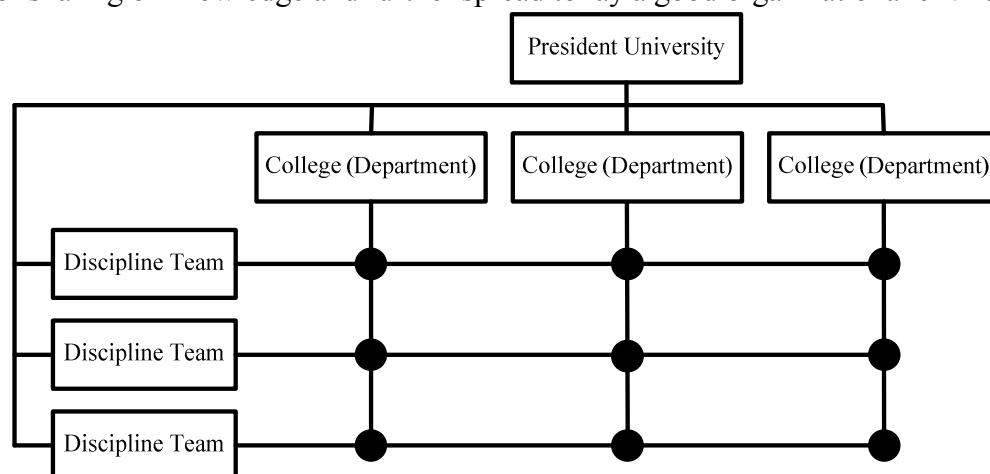 President University
College (Department) College (Department) College (Department)
Discipline Team
Discipline Team
Discipline Team